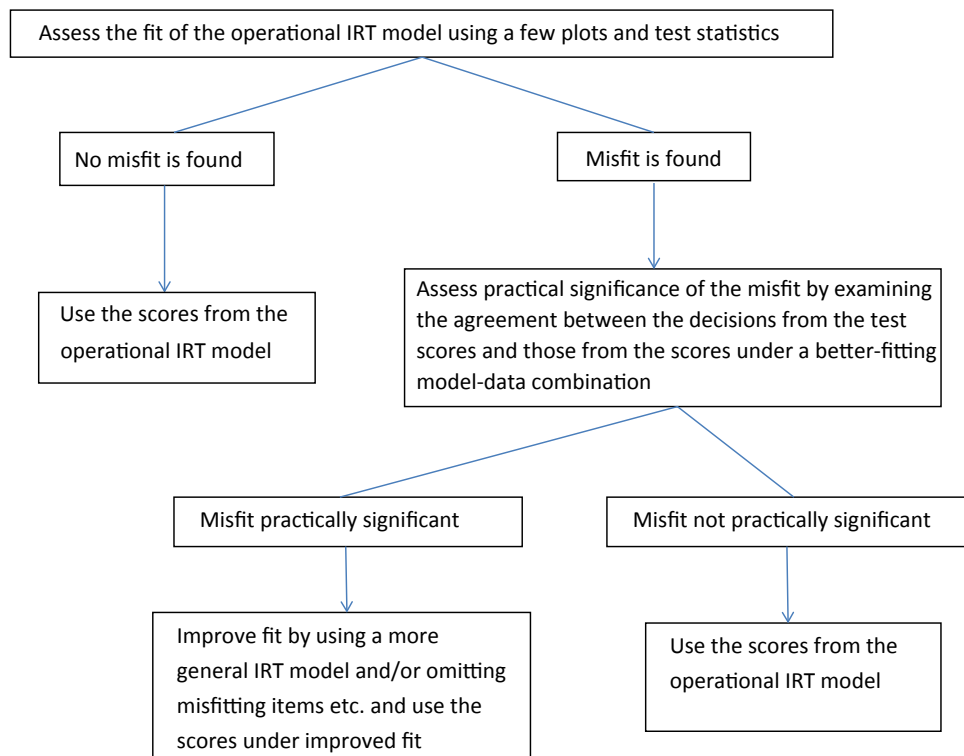 Assess the fit of the operational IRT model using a few plots and test statistics
No misfit is found
Misfit is found
Use the scores from the
operational IRT model
Assess practical significance of the misfit by examining
the agreement between the decisions from the test
scores and those from the scores under a better-fitting
model-data combination
Misfit practically significant
Misfit not practically significant
Improve fit by using a more
general IRT model and/or omitting
misfitting items etc. and use the
scores under improved fit
Use the scores from the
operational IRT model